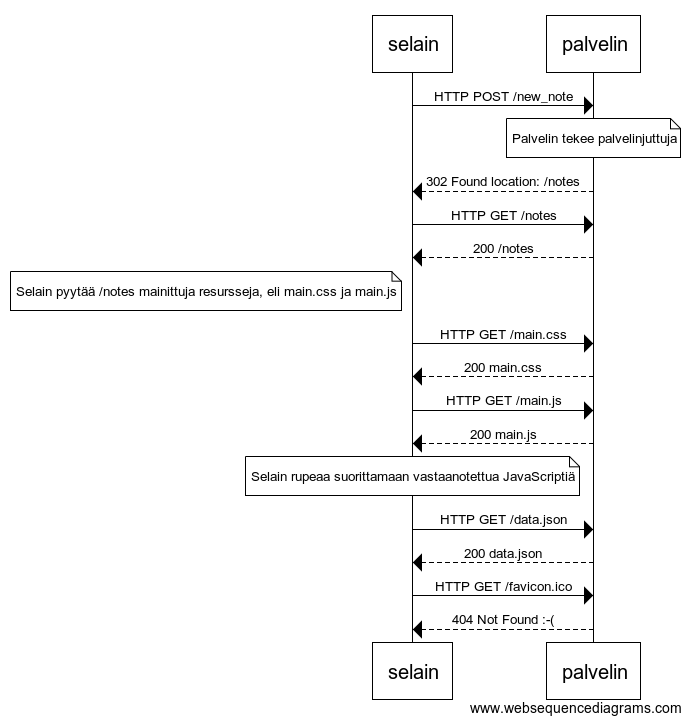 selain
palvelin
HTTP POST /new_note
Palvelin tekee palvelinjuttuja
302 Found location: /notes
HTTP GET /notes
200 /notes
Selain pyytää /notes mainittuja resursseja, eli main.css ja main.js
HTTP GET /main.css
200 main.css
HTTP GET /main.js
200 main.js
Selain rupeaa suorittamaan vastaanotettua JavaScriptiä
HTTP GET /data.json
200 data.json
HTTP GET /favicon.ico
404 Not Found :-(
selain
palvelin
www.websequencediagrams.com